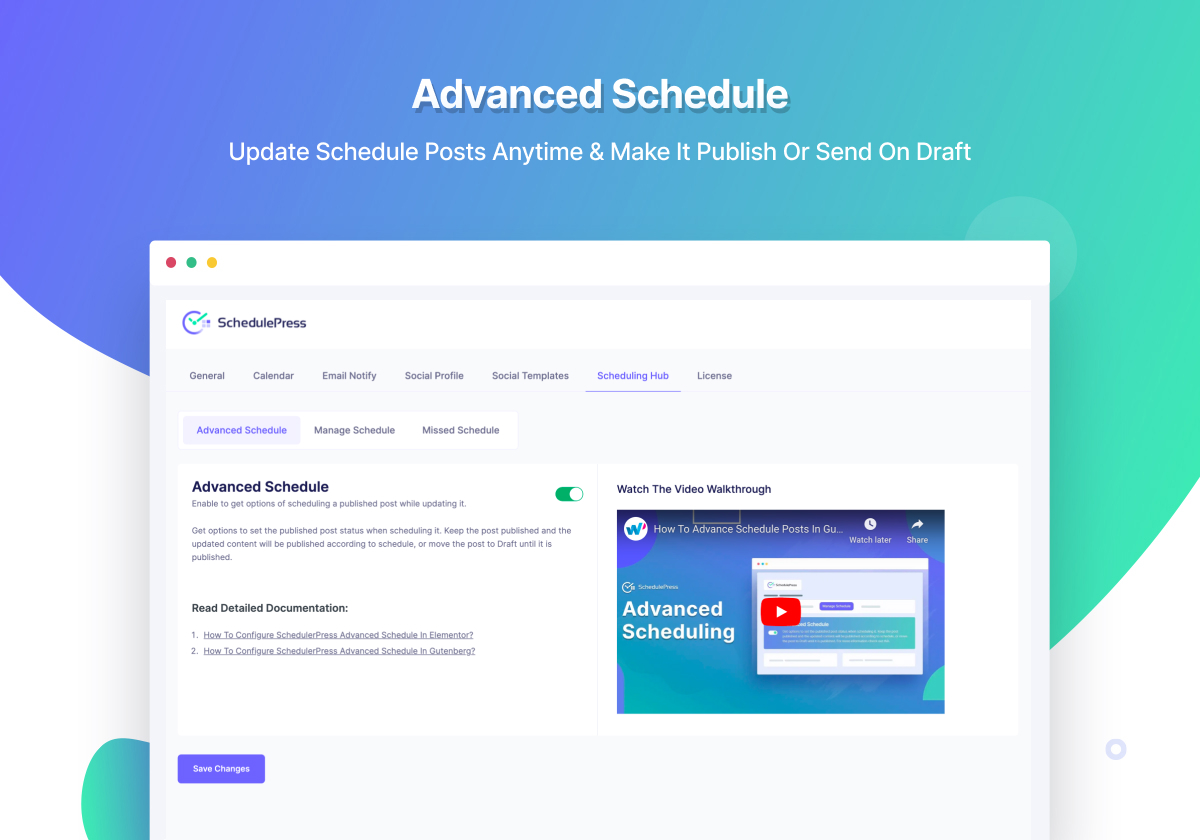 Advanced Schedule
Update Schedule Posts Anytime & Make It Publish Or Send On Draft
SchedulePress
General Calendar Email Notify Social Profile Social Templates Scheduling Hub License
Advanced Schedule Manage Schedule Missed Schedule
Advanced Schedule
Enable to get options of scheduling a published post while updating it.
Get options to set the published post status when scheduling it. Keep the post published and the
updated content will be published according to schedule, or move the post to Draft until it is
published.
Read Detailed Documentation:
1. How To Configure SchedulerPress Advanced Schedule In Elementor?
2. How To Configure SchedulerPress Advanced Schedule In Gutenberg?
Watch The Video Walkthrough
How To Advance Schedule Posts In Gu...
Watch later
Share
SchedulePress
Advanced
Scheduling
SchedulePress
Manage Schedule
Schedule
Save Changes